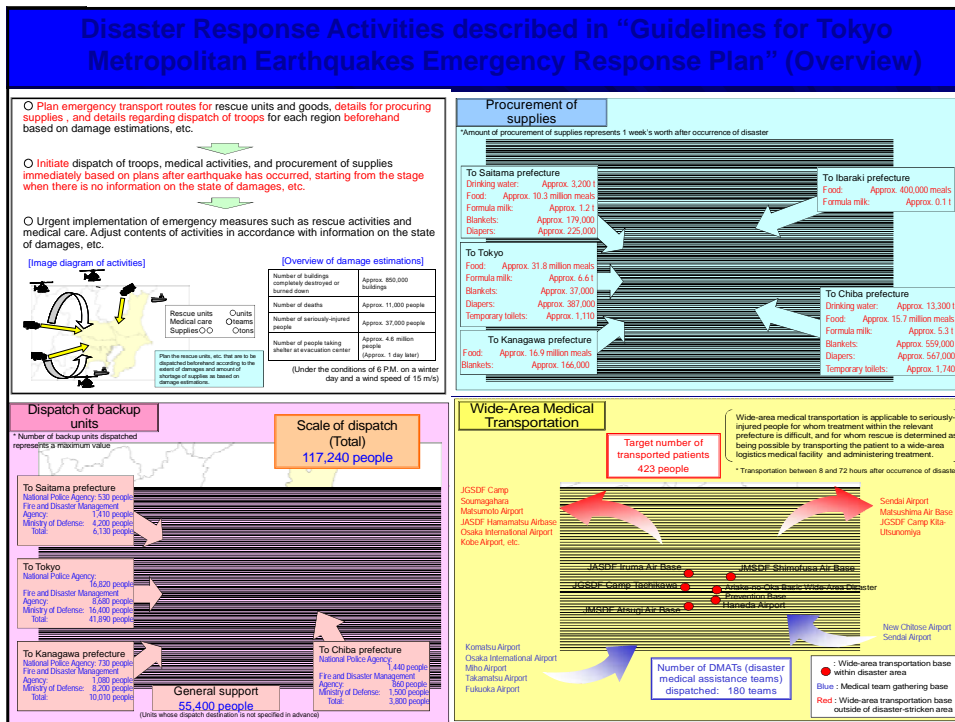 Disaster Response Activities described in “Guidelines for Tokyo
Metropolitan Earthquakes Emergency Response Plan” (Overview)
○ Plan emergency transport routes for rescue units and goods, details for procuring
supplies , and details regarding dispatch of troops for each region beforehand
based on damage estimations, etc.
○ Initiate dispatch of troops, medical activities, and procurement of supplies
immediately based on plans after earthquake has occurred, starting from the stage
when there is no information on the state of damages, etc.
○ Urgent implementation of emergency measures such as rescue activities and
medical care. Adjust contents of activities in accordance with information on the state
of damages, etc.
[Image diagram of activities]
Rescue units ○units
Medical care ○teams
Supplies○○ ○tons
Plan the rescue units, etc. that are to be
dispatched beforehand according to the
extent of damages and amount of
shortage of supplies as based on
damage estimations.
[Overview of damage estimations]
Number of buildings
completely destroyed or
burned down
Approx. 850,000
buildings
Number of deaths Approx. 11,000 people
Number of seriously-injured
people
Approx. 37,000 people
Number of people taking
shelter at evacuation center
Approx. 4.6 million
people
(Approx. 1 day later)
(Under the conditions of 6 P.M. on a winter
day and a wind speed of 15 m/s)
Procurement of
supplies
*Amount of procurement of supplies represents 1 week's worth after occurrence of disaster
To Saitama prefecture
Drinking water: Approx. 3,200 t
Food: Approx. 10.3 million meals
Formula milk: Approx. 1.2 t
Blankets: Approx. 179,000
Diapers: Approx. 225,000
To Ibaraki prefecture
Food: Approx. 400,000 meals
Formula milk: Approx. 0.1 t
To Tokyo
Food: Approx. 31.8 million meals
Formula milk: Approx. 6.6 t
Blankets: Approx. 37,000
Diapers: Approx. 387,000
Temporary toilets: Approx. 1,110
To Chiba prefecture
Drinking water: Approx. 13,300 t
Food: Approx. 15.7 million meals
Formula milk: Approx. 5.3 t
Blankets: Approx. 559,000
Diapers: Approx. 567,000
Temporary toilets: Approx. 1,740
To Kanagawa prefecture
Food: Approx. 16.9 million meals
Blankets: Approx. 166,000
Dispatch of backup
units
* Number of backup units dispatched
represents a maximum value
Scale of dispatch
(Total)
117,240 people
To Saitama prefecture
National Police Agency: 530 people
Fire and Disaster Management
Agency: 1,410 people
Ministry of Defense: 4,200 people
Total: 6,130 people
To Tokyo
National Police Agency:
16,820 people
Fire and Disaster Management
Agency: 8,680 people
Ministry of Defense: 16,400 people
Total: 41,890 people
To Kanagawa prefecture
National Police Agency: 730 people
Fire and Disaster Management
Agency: 1,080 people
Ministry of Defense: 8,200 people
Total: 10,010 people
To Chiba prefecture
National Police Agency:
1,440 people
Fire and Disaster Management
Agency: 860 people
Ministry of Defense: 1,500 people
Total: 3,800 people
General support
55,400 people
(Units whose dispatch destination is not specified in advance)
Wide-Area Medical
Transportation
Wide-area medical transportation is applicable to seriously-
injured people for whom treatment within the relevant
prefecture is difficult, and for whom rescue is determined as
being possible by transporting the patient to a wide-area
logistics medical facility and administering treatment.
* Transportation between 8 and 72 hours after occurrence of disaster
Target number of
transported patients
423 people
JGSDF Camp
Soumagahara
Matsumoto Airport
JASDF Hamamatsu Airbase
Osaka International Airport
Kobe Airport, etc.
Sendai Airport
Matsushima Air Base
JGSDF Camp Kita-
Utsunomiya
JASDF Iruma Air Base
JMSDF Shimofusa Air Base
JGSDF Camp Tachikawa
Ariake-no-Oka Basic Wide-Area Disaster
Prevention Base
Haneda Airport
JMSDF Atsugi Air Base
New Chitose Airport
Sendai Airport
Komatsu Airport
Osaka International Airport
Miho Airport
Takamatsu Airport
Fukuoka Airport
Number of DMATs (disaster
medical assistance teams)
dispatched: 180 teams
: Wide-area transportation base
within disaster area
Blue : Medical team gathering base
Red : Wide-area transportation base
outside of disaster-stricken area